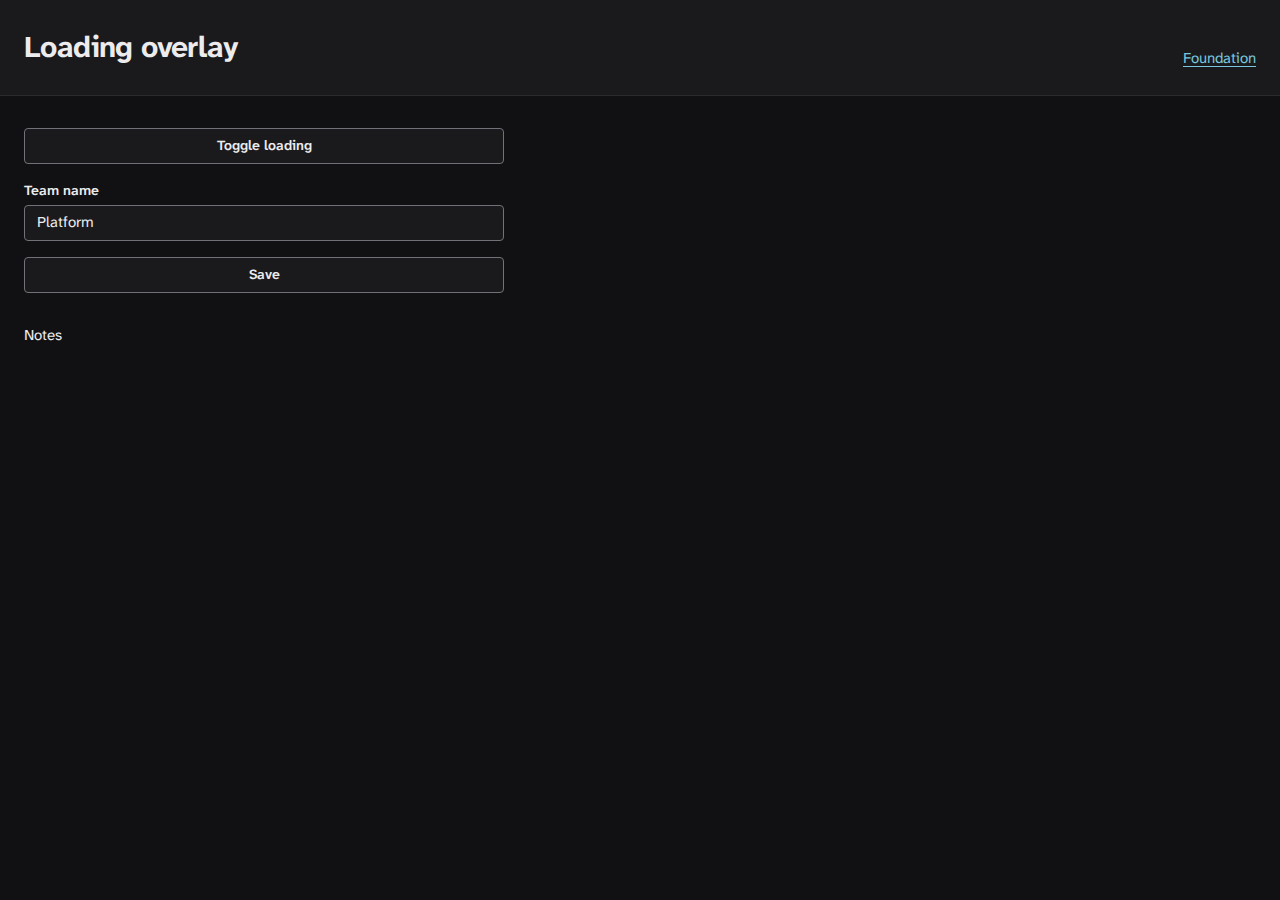 Loading overlay
Foundation
Toggle loading
Team name
Platform
Save
Notes